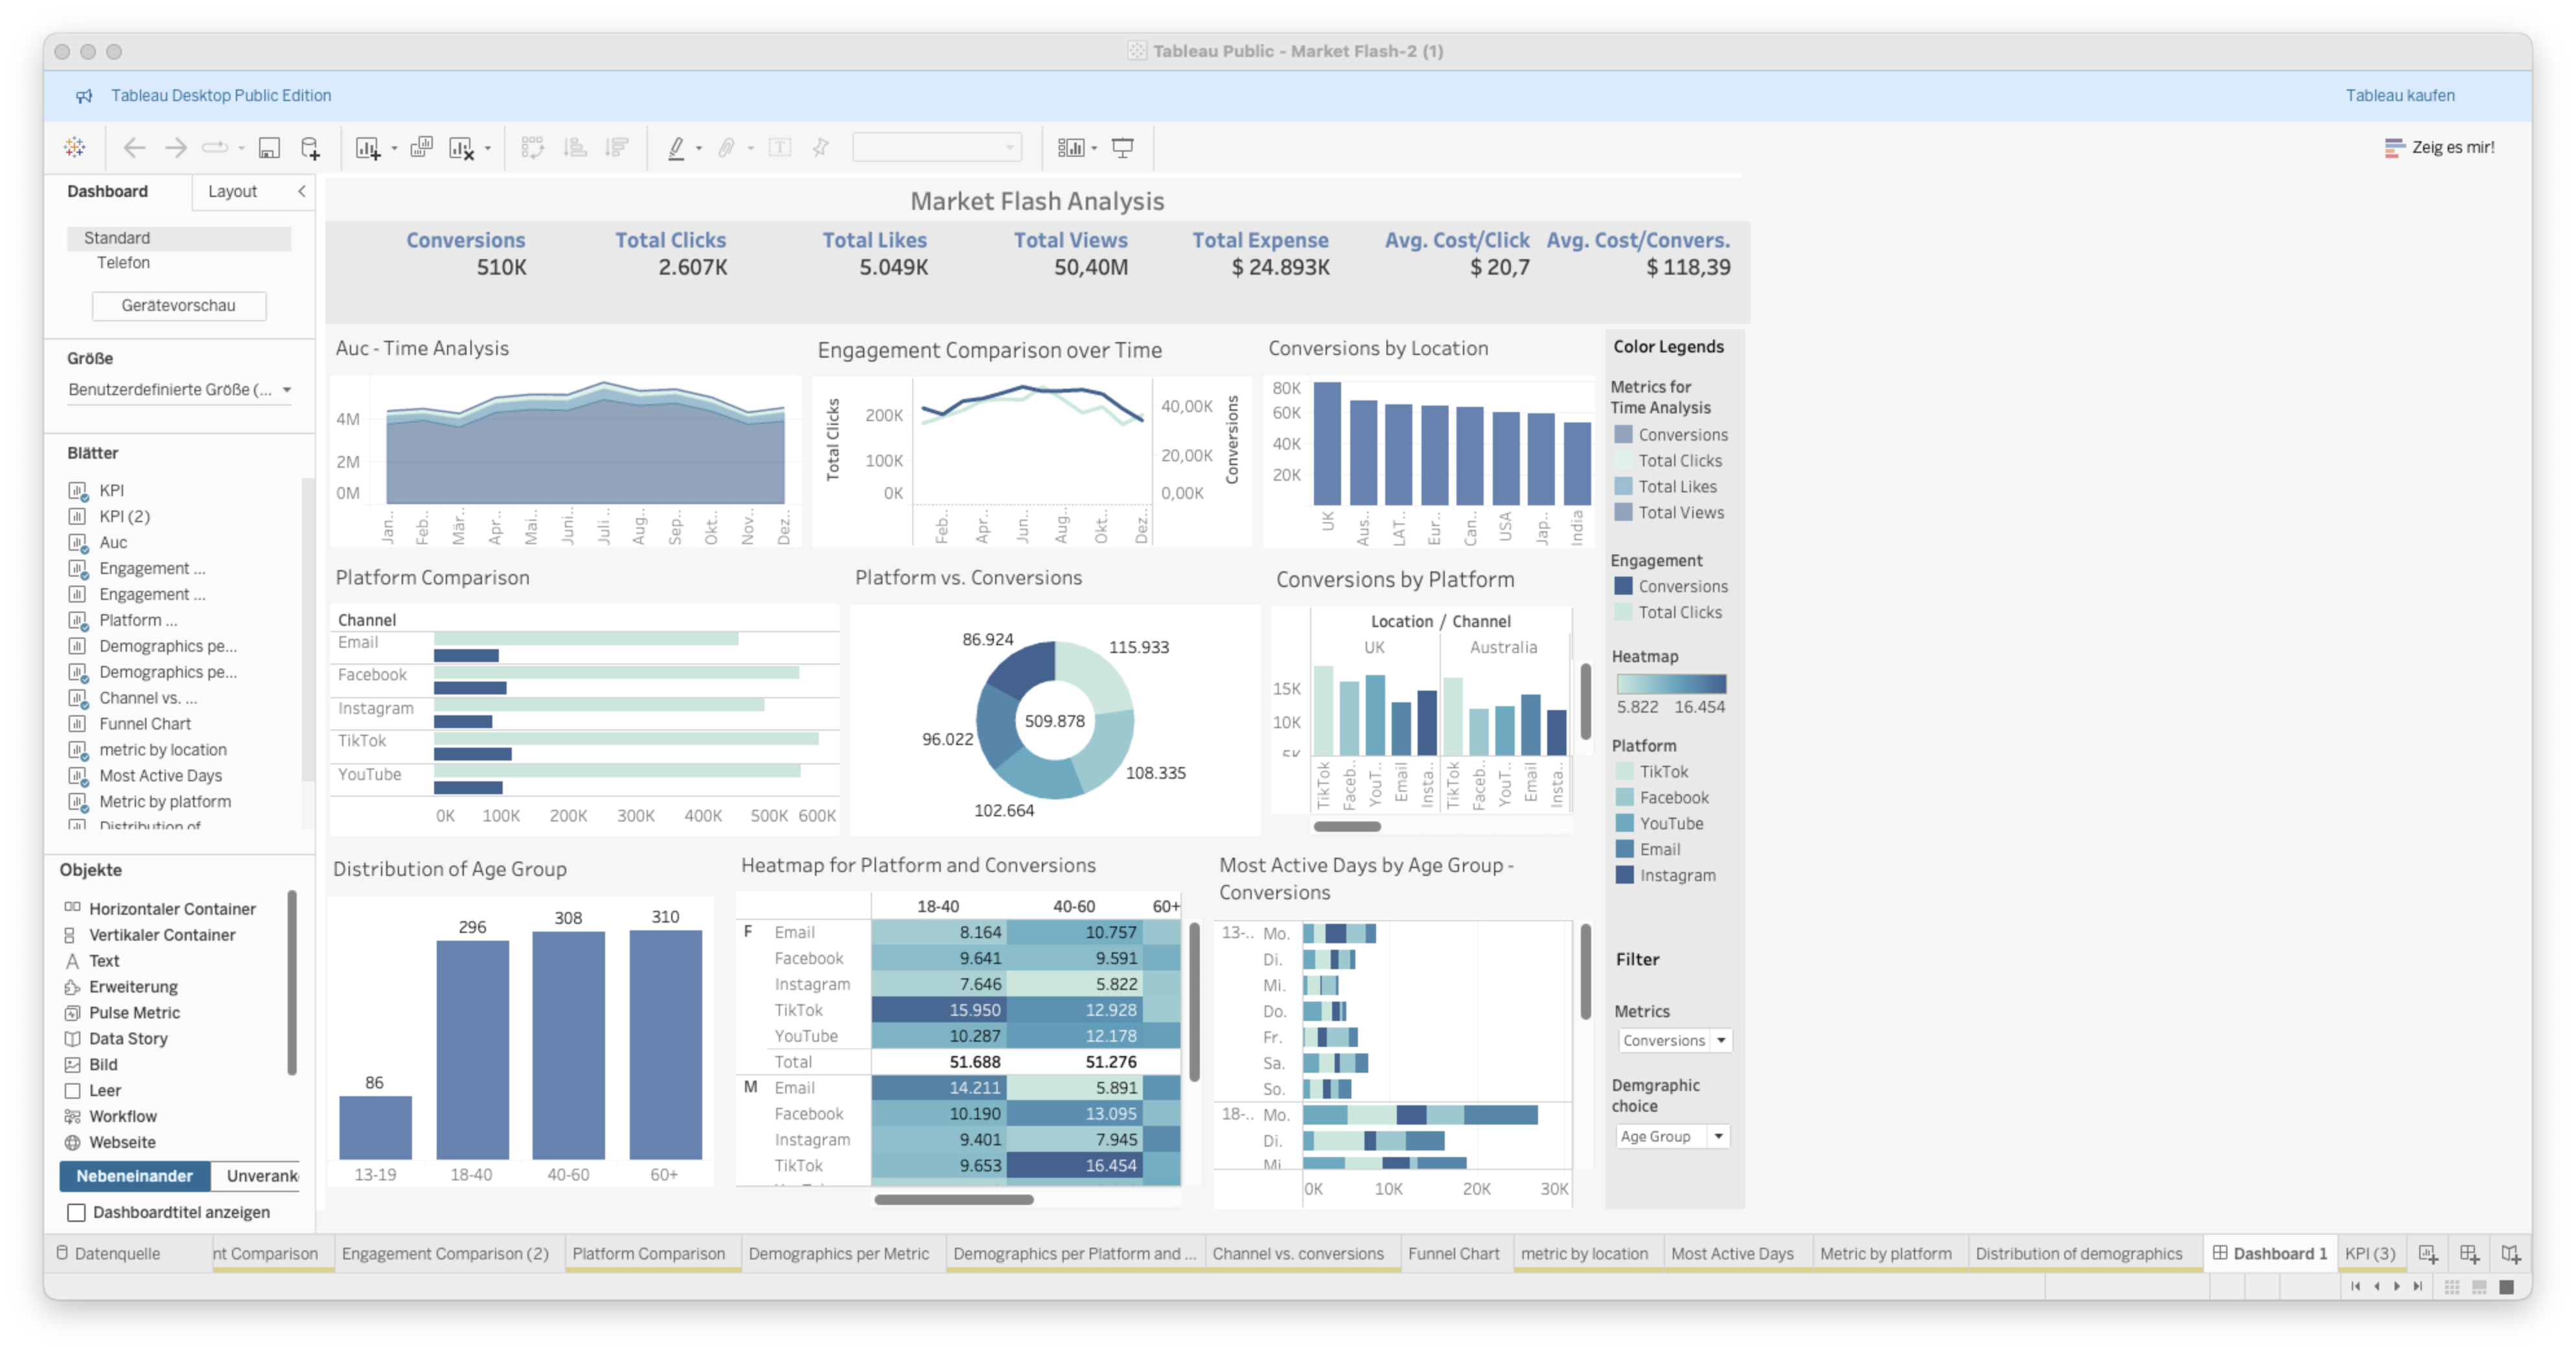 Tableau Public - Market Flash-2 (1)
Tableau Desktop Public Edition
Tableau kaufen
Zeig es mir!
Dashboard
Layout
Standard
Telefon
Gerätevorschau
Größe
Benutzerdefinierte Größe (...
Blätter
KPI
KPI (2)
Auc
Engagement ...
Engagement ...
Platform ...
Demographics pe...
Demographics pe...
Channel vs. ...
Funnel Chart
metric by location
Most Active Days
Metric by platform
Distribution of
Objekte
Horizontaler Container
Vertikaler Container
Text
Erweiterung
Pulse Metric
Data Story
Bild
Leer
Workflow
Webseite
Nebeneinander
Unverank
Dashboardtitel anzeigen
Market Flash Analysis
Conversions Total Clicks Total Likes Total Views Total Expense Avg. Cost/Click Avg. Cost/Convers.
510K 2.607K 5.049K 50,40M $ 24.893K $ 20,7 $ 118,39
Auc - Time Analysis
4M
2M
0M
Jan.. Feb.. Mär.. Apr.. Mai.. Juni.. Juli .. Aug.. Sep.. Okt.. Nov.. Dez..
Engagement Comparison over Time
Total Clicks
200K
100K
0K
40,00K
20,00K
0,00K
Conversions
Feb.. Apr.. Jun.. Aug.. Okt.. Dez..
Conversions by Location
80K
60K
40K
20K
UK Aus.. LAT.. Eur.. Can.. USA Jap.. India
Platform Comparison
Channel
Email
Facebook
Instagram
TikTok
YouTube
0K 100K 200K 300K 400K 500K 600K
Platform vs. Conversions
86.924
115.933
509.878
96.022
108.335
102.664
Conversions by Platform
Location / Channel
UK Australia
15K
10K
5K
TikTok Faceb.. YouT.. Email Insta.. TikTok Faceb.. YouT.. Email Insta..
Distribution of Age Group
86
296
308
310
13-19 18-40 40-60 60+
Heatmap for Platform and Conversions
18-40 40-60 60+
F Email 8.164 10.757
Facebook 9.641 9.591
Instagram 7.646 5.822
TikTok 15.950 12.928
YouTube 10.287 12.178
Total 51.688 51.276
M Email 14.211 5.891
Facebook 10.190 13.095
Instagram 9.401 7.945
TikTok 9.653 16.454
Most Active Days by Age Group -
Conversions
13-.. Mo.
Di.
Mi.
Do.
Fr.
Sa.
So.
18-.. Mo.
Di.
Mi
0K 10K 20K 30K
Color Legends
Metrics for
Time Analysis
Conversions
Total Clicks
Total Likes
Total Views
Engagement
Conversions
Total Clicks
Heatmap
5.822 16.454
Platform
TikTok
Facebook
YouTube
Email
Instagram
Filter
Metrics
Conversions
Demgraphic
choice
Age Group
Datenquelle
nt Comparison
Engagement Comparison (2)
Platform Comparison
Demographics per Metric
Demographics per Platform and ...
Channel vs. conversions
Funnel Chart
metric by location
Most Active Days
Metric by platform
Distribution of demographics
Dashboard 1
KPI (3)